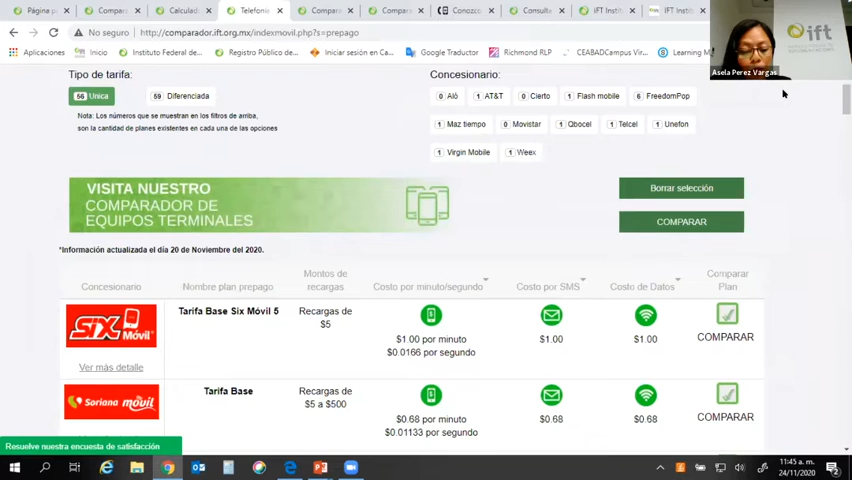 Página p
Compara
Calculad
Telefonía
Compara
Compara
Conozco
Consulta
IFT Instit
IFT Insti
No seguro
http://comparador.ift.org.mx/indexmovil.php?s=prepago
Aplicaciones
Inicio
Instituto Federal de...
Registro Público de...
Iniciar sesión en Ca...
Google Traductor
Richmond RLP
CEABADCampus Vir...
Learning M
ift
Asela Perez Vargas
Tipo de tarifa:
56 Unica
59 Diferenciada
Nota: Los números que se muestran en los filtros de arriba,
son la cantidad de planes existentes en cada una de las opciones
Concesionario:
0 Aló
1 AT&T
0 Cierto
1 Flash mobile
6 FreedomPop
1 Maz tiempo
0 Movistar
1 Qbocel
1 Telcel
1 Unefon
1 Virgin Mobile
1 Weex
VISITA NUESTRO
COMPARADOR DE
EQUIPOS TERMINALES
Borrar selección
COMPARAR
*Información actualizada el día 20 de Noviembre del 2020.
Concesionario
Nombre plan prepago
Montos de
recargas
Costo por minuto/segundo
Costo por SMS
Costo de Datos
Comparar
Plan
SIX Móvil
Ver más detalle
Tarifa Base Six Móvil 5
Recargas de
$5
$1.00 por minuto
$0.0166 por segundo
$1.00
$1.00
COMPARAR
Soriana móvil
Tarifa Base
Recargas de
$5 a $500
$0.68 por minuto
$0.01133 por segundo
$0.68
$0.68
COMPARAR
Resuelve nuestra encuesta de satisfacción
11:45 a. m.
24/11/2020
2